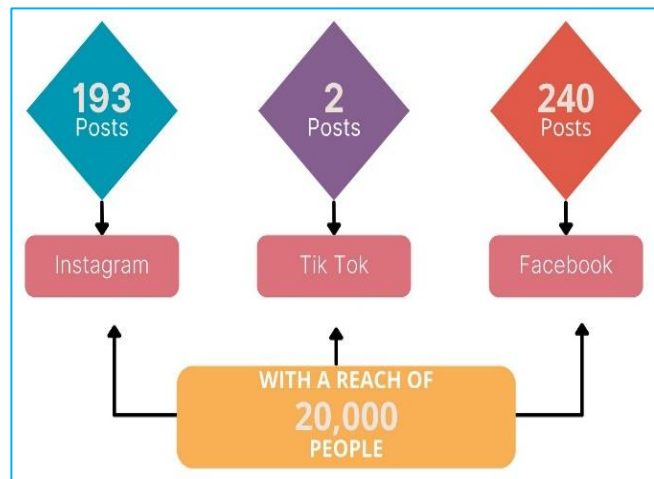 193
Posts
2
Posts
240
Posts
Instagram
Tik Tok
Facebook
WITH A REACH OF
20,000
PEOPLE